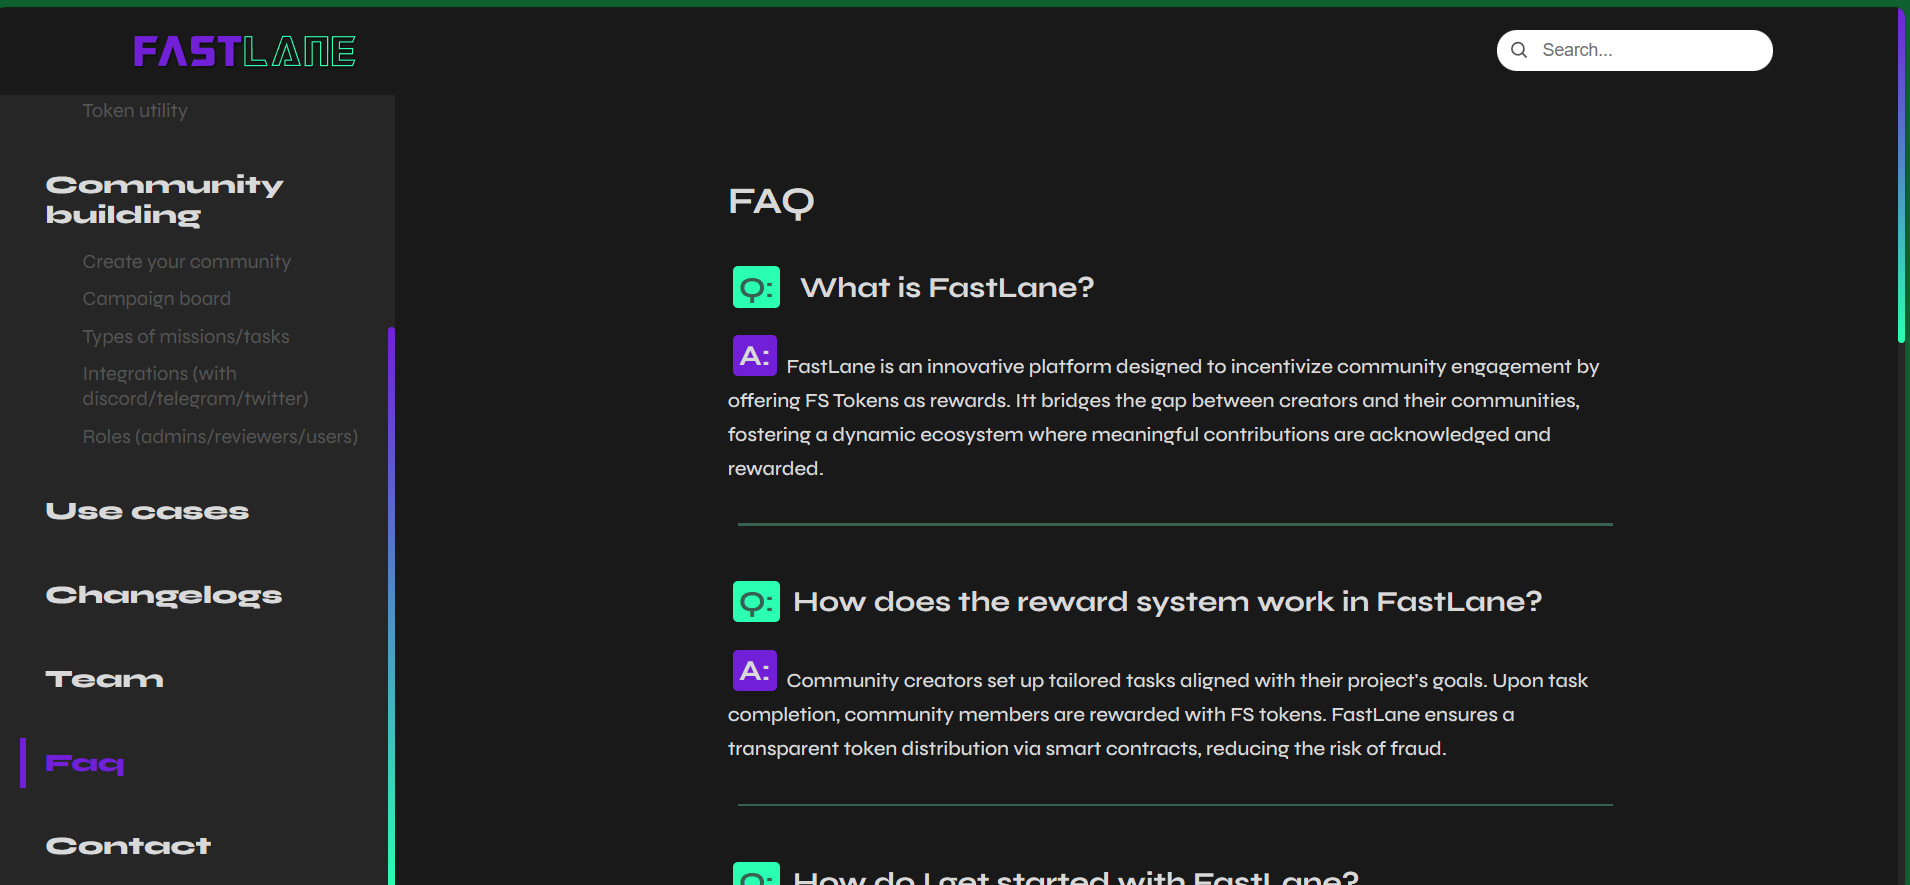 FASTLANE
Search...
Token utility
Community
building
Create your community
Campaign board
Types of missions/tasks
Integrations (with
discord/telegram/twitter)
Roles (admins/reviewers/users)
Use cases
Changelogs
Team
Faq
Contact
FAQ
Q: What is FastLane?
A: FastLane is an innovative platform designed to incentivize community engagement by
offering FS Tokens as rewards. Itt bridges the gap between creators and their communities,
fostering a dynamic ecosystem where meaningful contributions are acknowledged and
rewarded.
Q: How does the reward system work in FastLane?
A: Community creators set up tailored tasks aligned with their project's goals. Upon task
completion, community members are rewarded with FS tokens. FastLane ensures a
transparent token distribution via smart contracts, reducing the risk of fraud.
Q: How do I get started with FastLane?